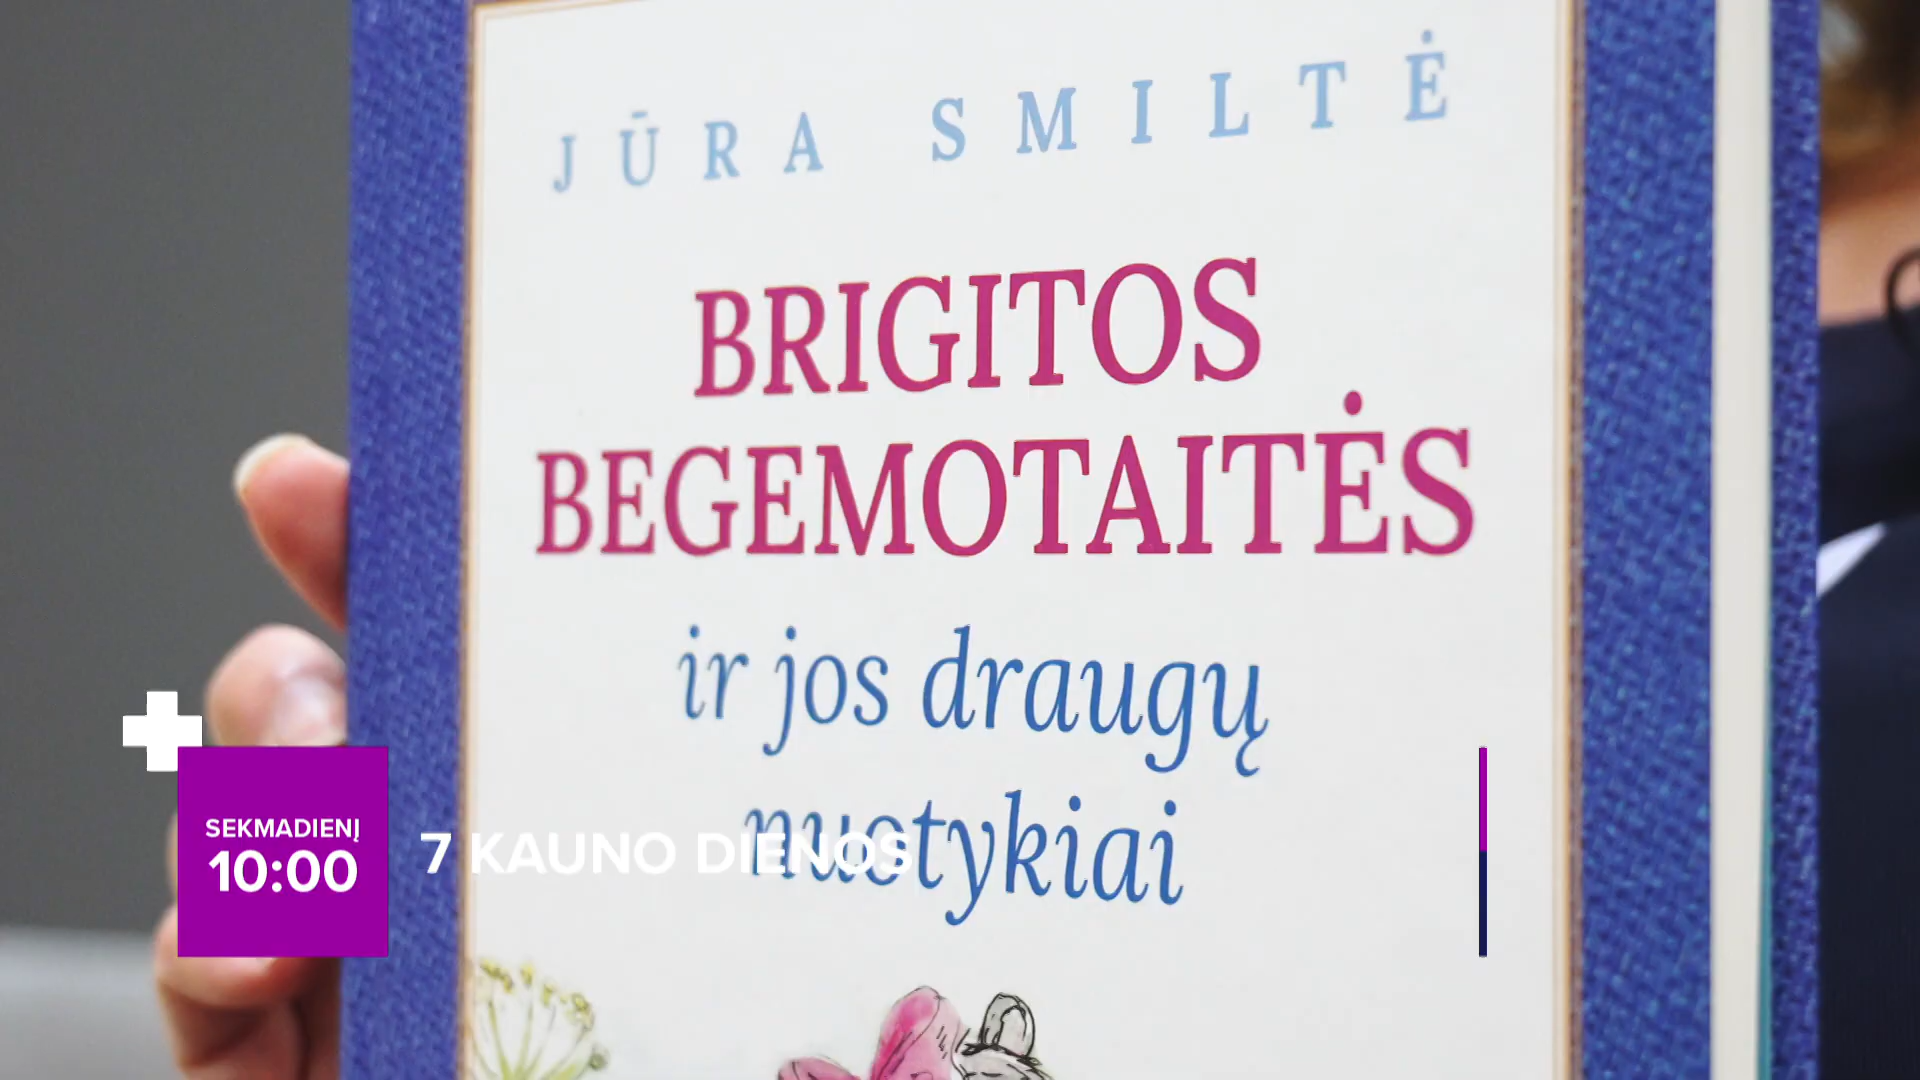 JŪRA SMILTĖ
BRIGITOS
BEGEMOTAITĖS
ir jos draugų
nuotykiai
SEKMADIENĮ
10:00
7 KAUNO DIENOS